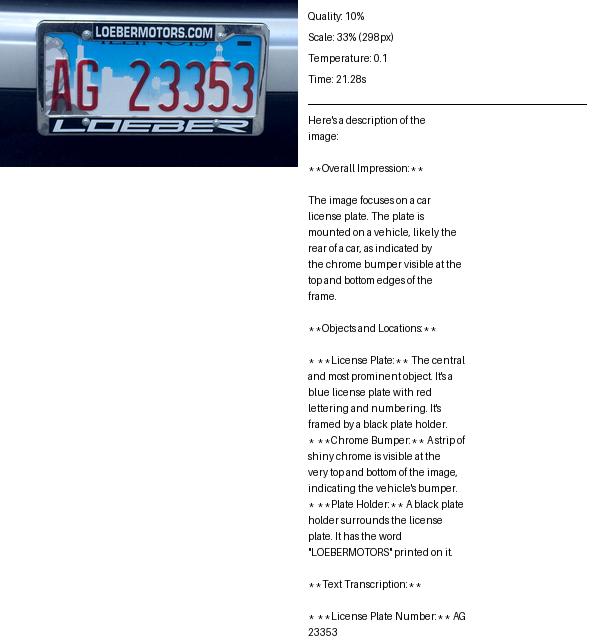 LOEBERMOTORS.COM
ILLINOIS
AG 23353
LOEBER
Quality: 10%
Scale: 33% (298px)
Temperature: 0.1
Time: 21.28s
Here's a description of the
image:
**Overall Impression:**
The image focuses on a car
license plate. The plate is
mounted on a vehicle, likely the
rear of a car, as indicated by
the chrome bumper visible at the
top and bottom edges of the
frame.
**Objects and Locations:**
* **License Plate:** The central
and most prominent object. It's a
blue license plate with red
lettering and numbering. It's
framed by a black plate holder.
* **Chrome Bumper:** A strip of
shiny chrome is visible at the
very top and bottom of the image,
indicating the vehicle's bumper.
* **Plate Holder:** A black plate
holder surrounds the license
plate. It has the word
"LOEBERMOTORS" printed on it.
**Text Transcription:**
* **License Plate Number:** AG
23353